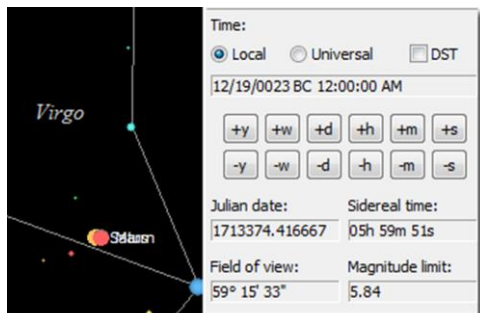 Virgo
Time:
Local Universal DST
12/19/0023 BC 12:00:00 AM
+y +w +d +h +m +s
-y -w -d -h -m -s
Julian date: Sidereal time:
1713374.416667 05h 59m 51s
Field of view: Magnitude limit:
59° 15' 33" 5.84